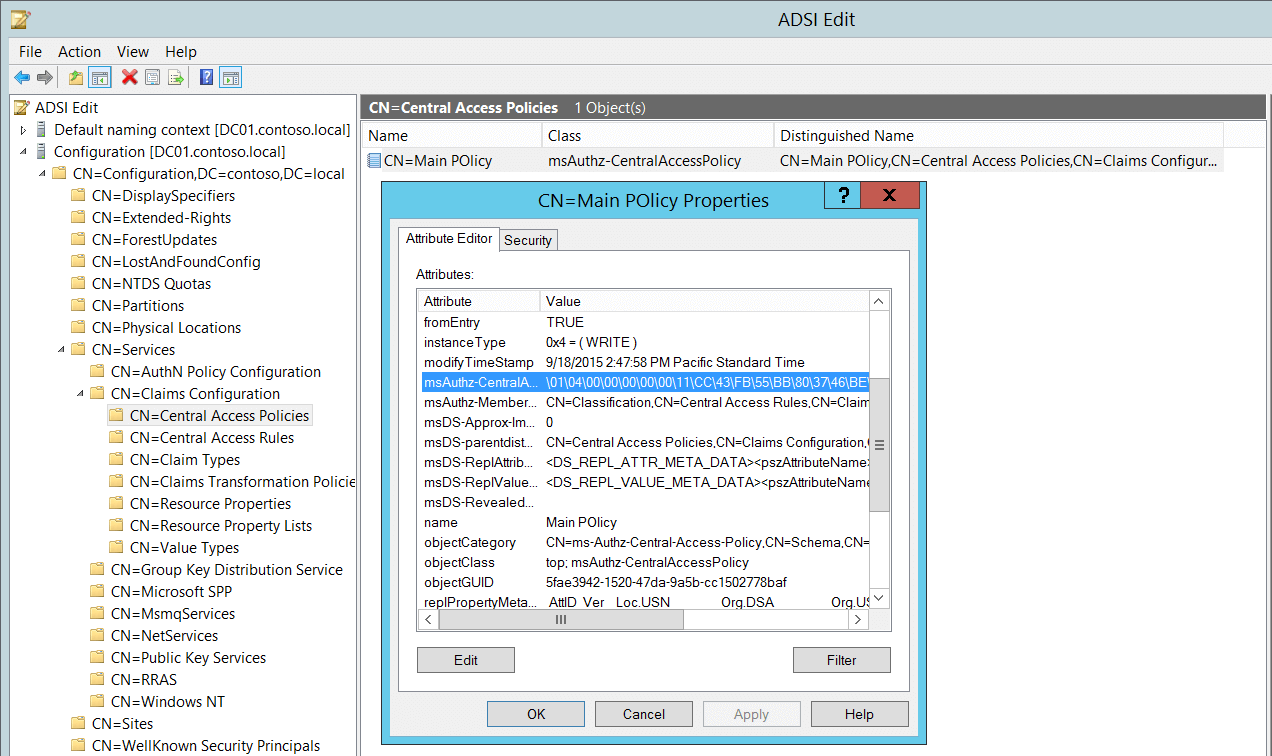 ADSI Edit
File Action View Help
ADSI Edit
Default naming context [DC01.contoso.local]
Configuration [DC01.contoso.local]
CN=Configuration,DC=contoso,DC=local
CN=DisplaySpecifiers
CN=Extended-Rights
CN=ForestUpdates
CN=LostAndFoundConfig
CN=NTDS Quotas
CN=Partitions
CN=Physical Locations
CN=Services
CN=AuthN Policy Configuration
CN=Claims Configuration
CN=Central Access Policies
CN=Central Access Rules
CN=Claim Types
CN=Claims Transformation Policie
CN=Resource Properties
CN=Resource Property Lists
CN=Value Types
CN=Group Key Distribution Service
CN=Microsoft SPP
CN=MsmqServices
CN=NetServices
CN=Public Key Services
CN=RRAS
CN=Windows NT
CN=Sites
CN=WellKnown Security Principals
CN=Central Access Policies 1 Object(s)
Name Class Distinguished Name
CN=Main POlicy msAuthz-CentralAccessPolicy CN=Main POlicy,CN=Central Access Policies,CN=Claims Configur...
CN=Main POlicy Properties
? X
Attribute Editor Security
Attributes:
Attribute Value
fromEntry TRUE
instanceType 0x4 = ( WRITE )
modifyTimeStamp 9/18/2015 2:47:58 PM Pacific Standard Time
msAuthz-CentralA... \01\04\00\00\00\00\00\11\CC\43\FB\55\BB\80\37\46\BE\
msAuthz-Member... CN=Classification,CN=Central Access Rules,CN=Claim
msDS-Approx-Im... 0
msDS-parentdist... CN=Central Access Policies,CN=Claims Configuration,
msDS-ReplAttrib... <DS_REPL_ATTR_META_DATA><pszAttributeName>
msDS-ReplValue... <DS_REPL_VALUE_META_DATA><pszAttributeName
msDS-Revealed...
name Main POlicy
objectCategory CN=ms-Authz-Central-Access-Policy,CN=Schema,CN=
objectClass top; msAuthz-CentralAccessPolicy
objectGUID 5fae3942-1520-47da-9a5b-cc1502778baf
replPropertyMeta... AttID Ver Loc.USN Org.DSA Org.US
Edit Filter
OK Cancel Apply Help